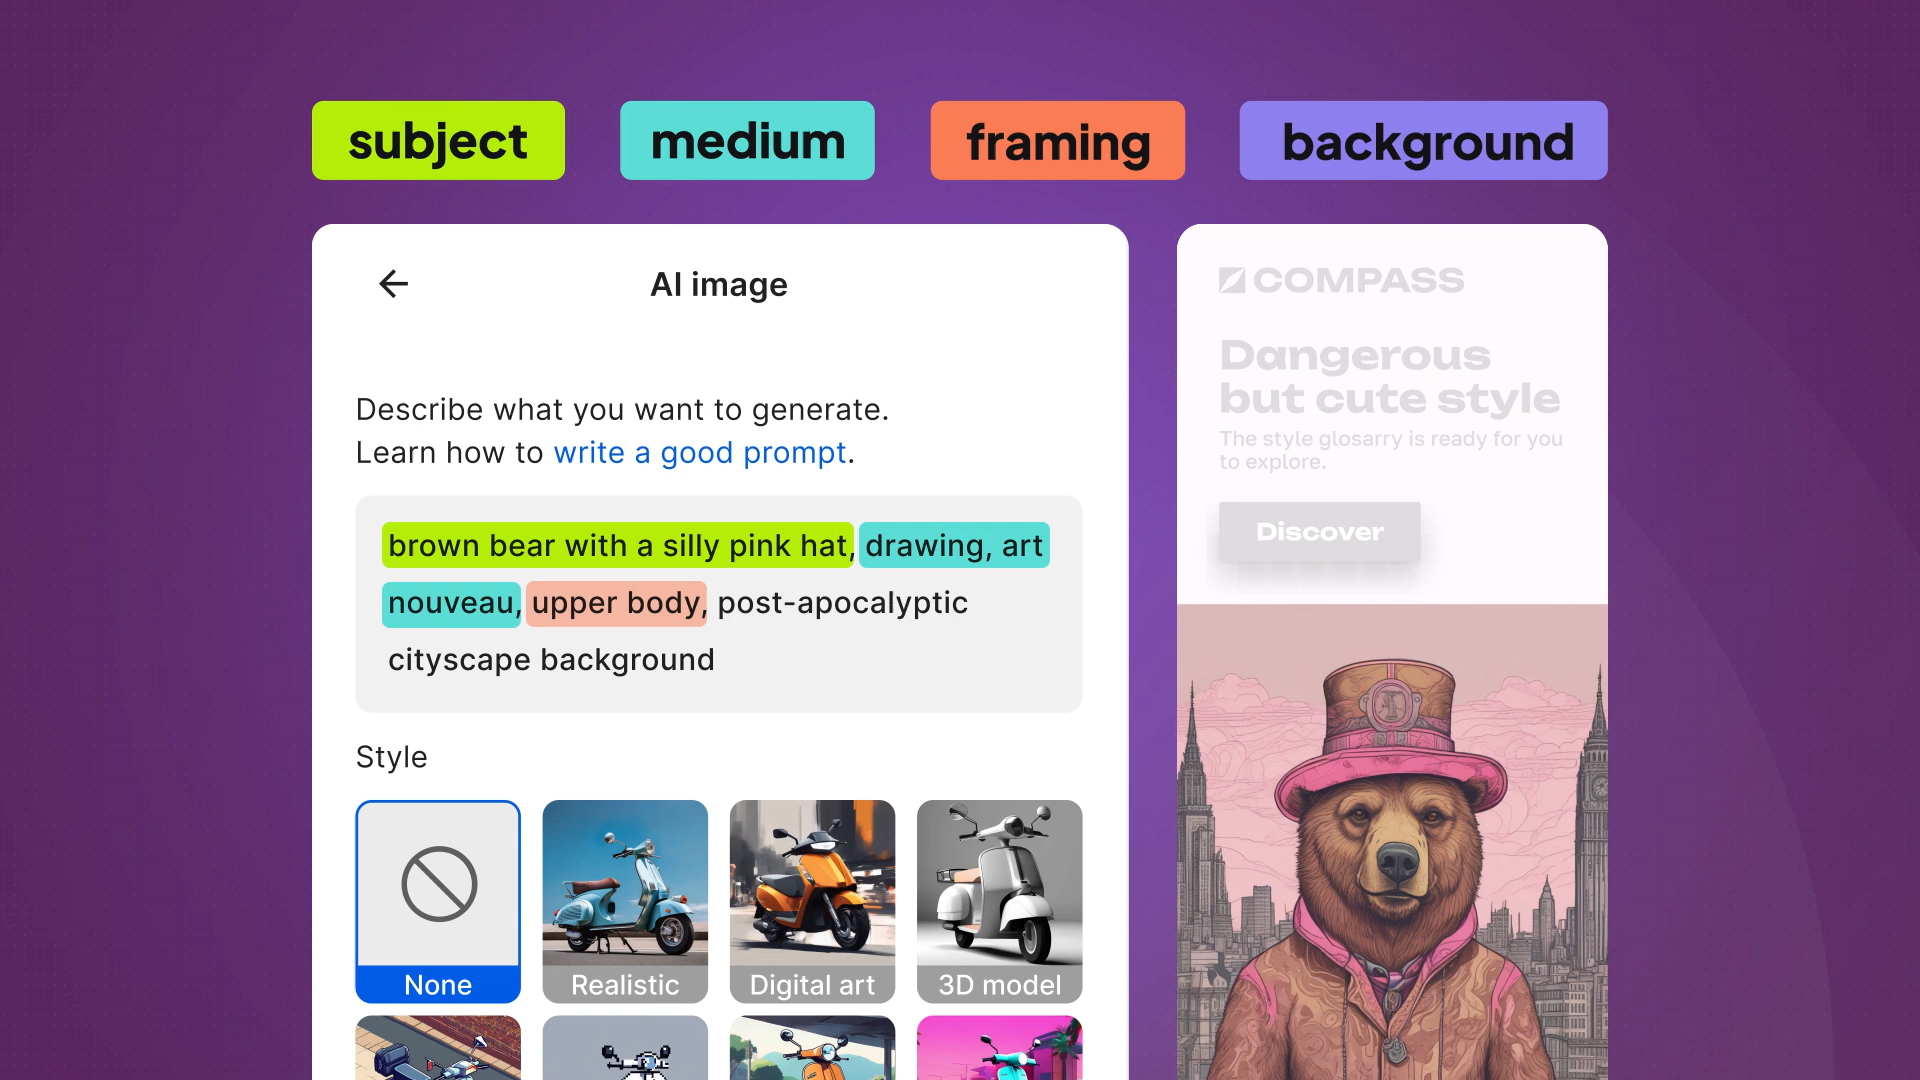 subject
medium
framing
background
AI image
Describe what you want to generate.
Learn how to write a good prompt.
brown bear with a silly pink hat, drawing, art
nouveau, upper body, post-apocalyptic
cityscape background
Style
None
Realistic
Digital art
3D model
COMPASS
Dangerous
but cute style
The style glosarry is ready for you
to explore.
Discover